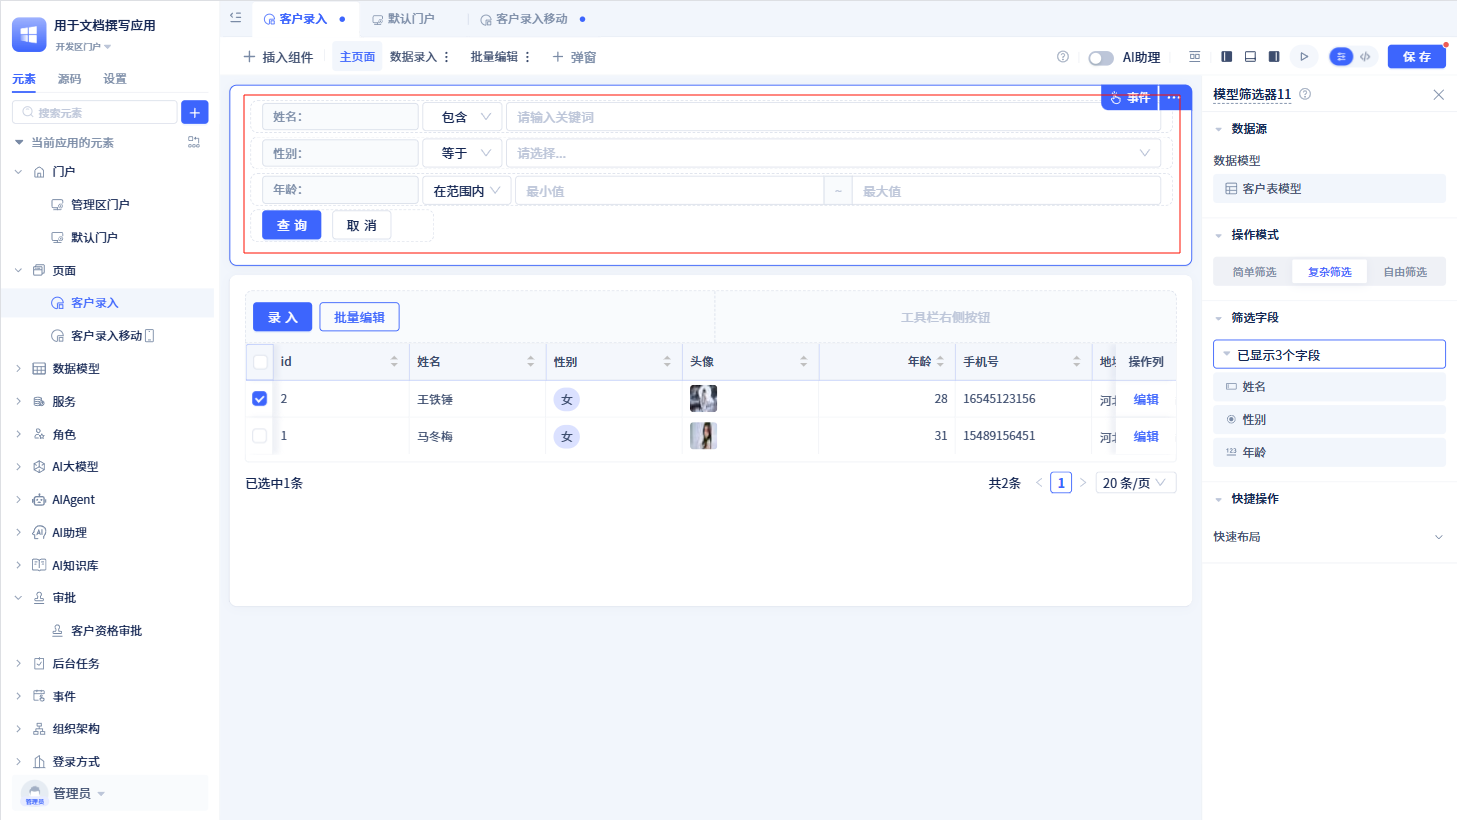 用于文档撰写应用
开发区门户
元素 源码 设置
搜索元素
当前应用的元素
门户
管理区门户
默认门户
页面
客户录入
客户录入移动
数据模型
服务
角色
AI大模型
AIAgent
AI助理
AI知识库
审批
客户资格审批
后台任务
事件
组织架构
登录方式
管理员
管理员
客户录入 默认门户 客户录入移动
插入组件 主页面 数据录入 批量编辑 弹窗
AI助理 保 存
事件
姓名： 包含 请输入关键词
性别： 等于 请选择...
年龄： 在范围内 最小值 ~ 最大值
查 询 取 消
录 入 批量编辑 工具栏右侧按钮
id 姓名 性别 头像 年龄 手机号 地 操作列
2 王铁锤 女 28 16545123156 河北 编辑
1 马冬梅 女 31 15489156451 河北 编辑
已选中1条 共2条 1 20 条/页
模型筛选器11
数据源
数据模型
客户表模型
操作模式
简单筛选 复杂筛选 自由筛选
筛选字段
已显示3个字段
姓名
性别
123 年龄
快捷操作
快速布局